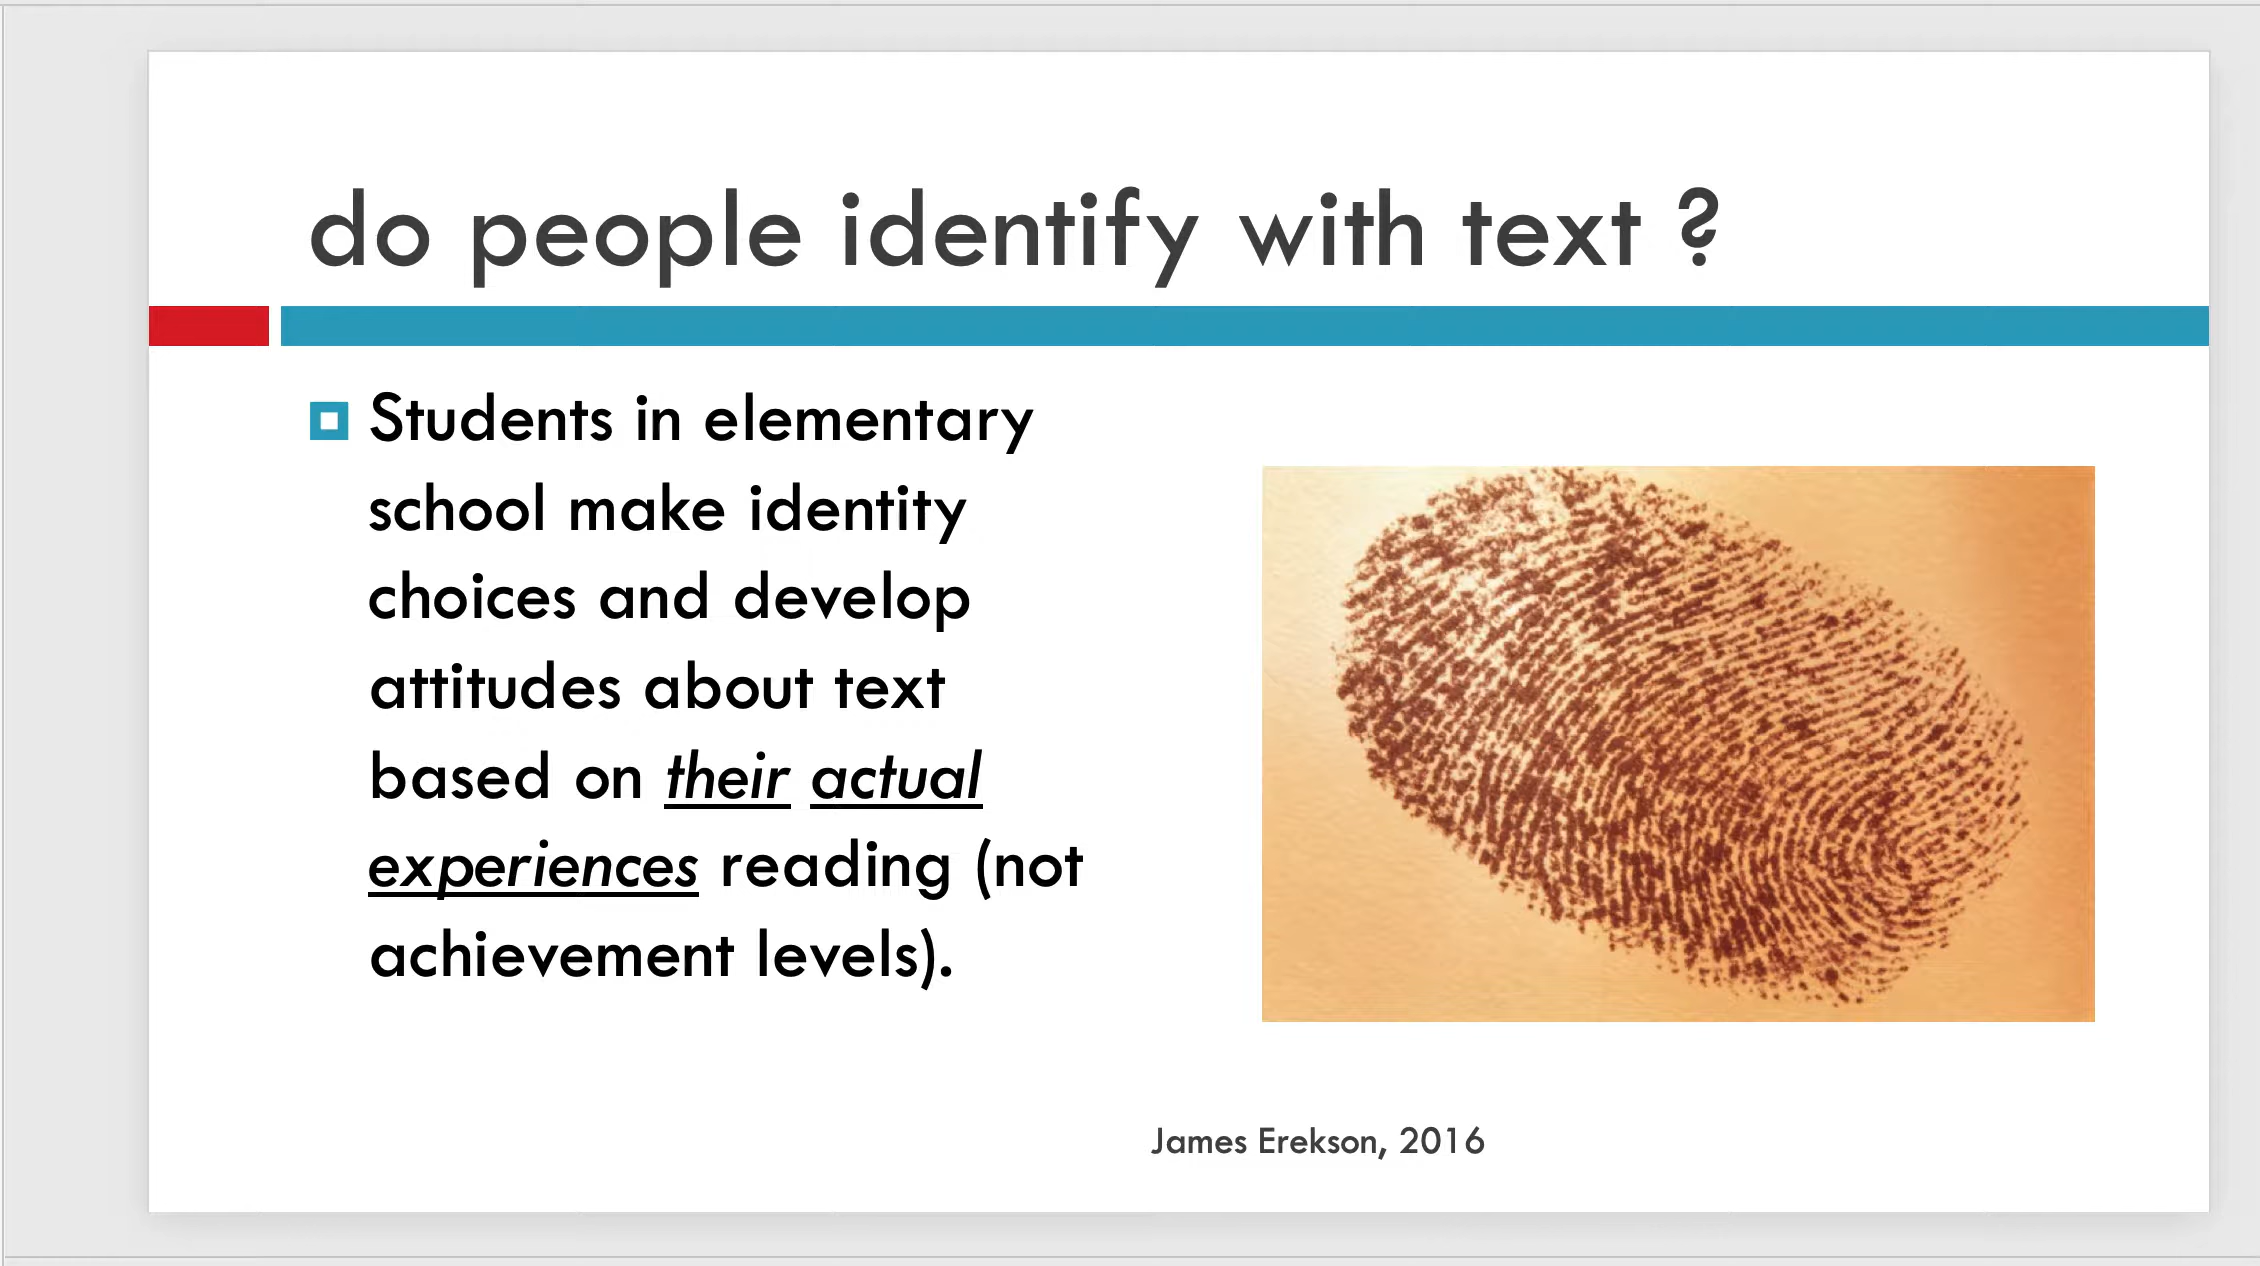 do people identify with text ?
Students in elementary
school make identity
choices and develop
attitudes about text
based on their actual
experiences reading (not
achievement levels).
James Erekson, 2016